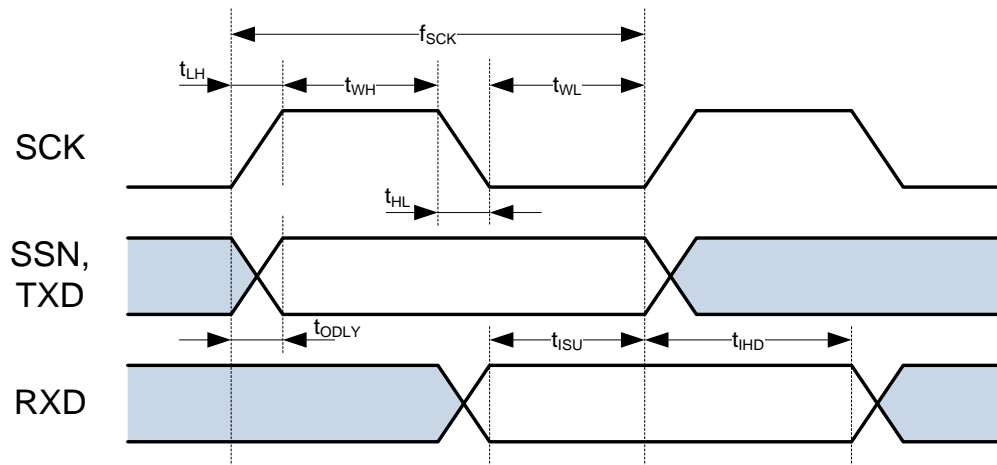 fSCK
tLH
tWH
tWL
SCK
tHL
SSN,
TXD
tODLY
tISU
tIHD
RXD